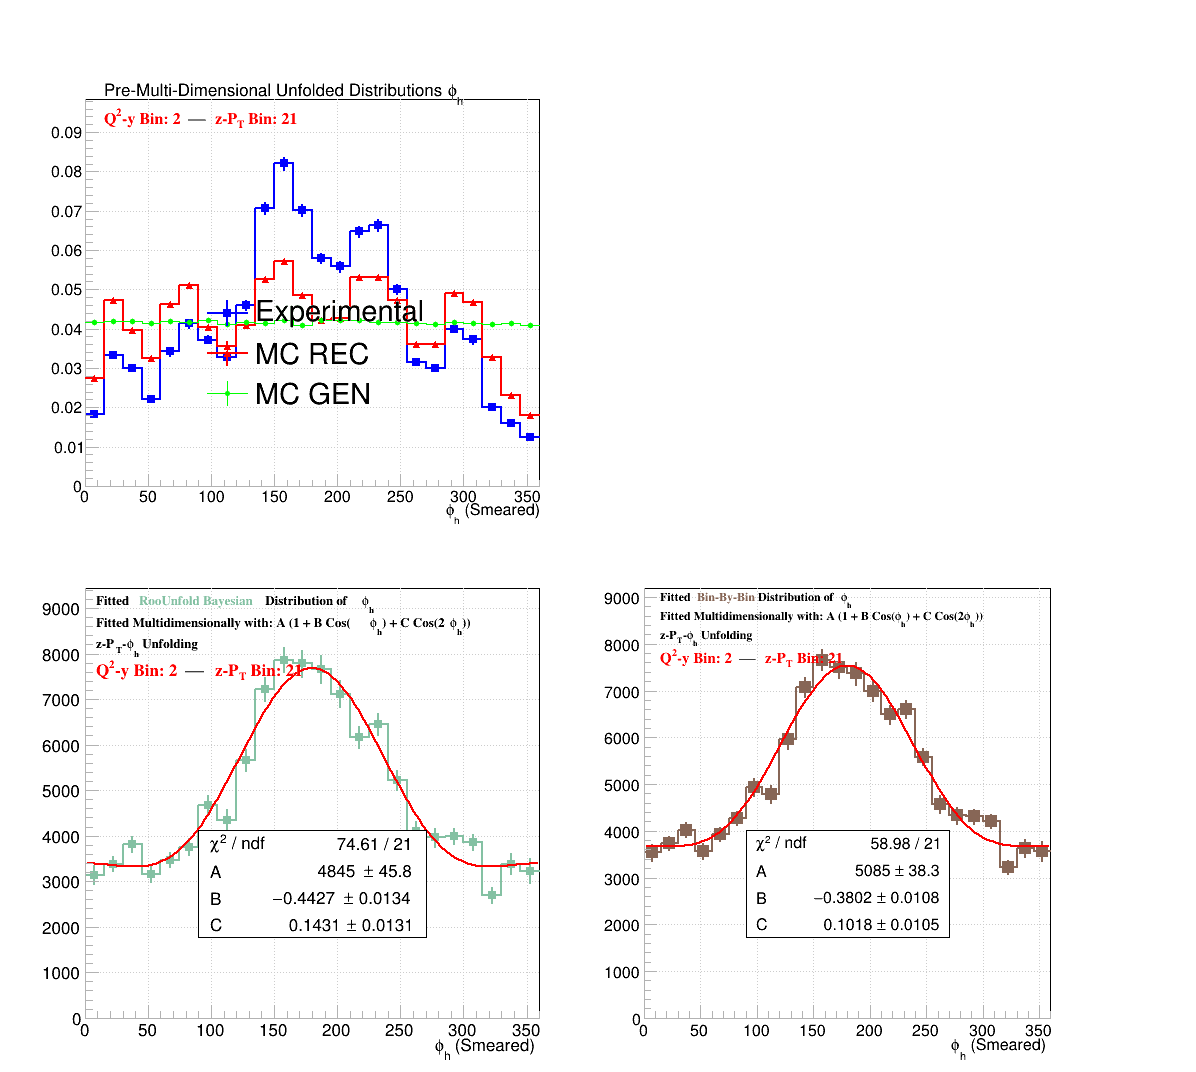 Pre-Multi-Dimensional Unfolded Distributions ϕh
Q²-y Bin: 2 — z-PT Bin: 21
0.09
0.08
0.07
0.06
0.05
0.04
0.03
0.02
0.01
0
Experimental
MC REC
MC GEN
0 50 100 150 200 250 300 350
ϕh (Smeared)
Fitted RooUnfold Bayesian Distribution of ϕh
Fitted Multidimensionally with: A (1 + B Cos( ϕh) + C Cos(2 ϕh))
z-PT-ϕh Unfolding
Q²-y Bin: 2 — z-PT Bin: 21
9000
8000
7000
6000
5000
4000
3000
2000
1000
0
χ² / ndf 74.61 / 21
A 4845 ± 45.8
B −0.4427 ± 0.0134
C 0.1431 ± 0.0131
0 50 100 150 200 250 300 350
ϕh (Smeared)
Fitted Bin-By-Bin Distribution of ϕh
Fitted Multidimensionally with: A (1 + B Cos(ϕh) + C Cos(2ϕh))
z-PT-ϕh Unfolding
Q²-y Bin: 2 — z-PT Bin: 21
9000
8000
7000
6000
5000
4000
3000
2000
1000
0
χ² / ndf 58.98 / 21
A 5085 ± 38.3
B −0.3802 ± 0.0108
C 0.1018 ± 0.0105
0 50 100 150 200 250 300 350
ϕh (Smeared)